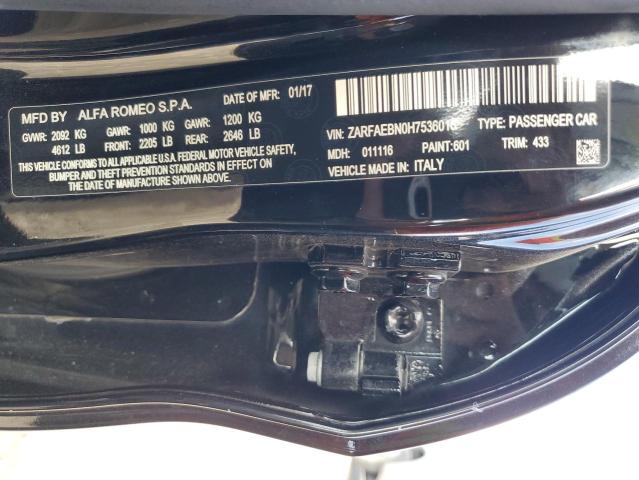 MFD BY ALFA ROMEO S.P.A. DATE OF MFR: 01/17
GVWR: 2092 KG GAWR: 1000 KG GAWR: 1200 KG
4612 LB FRONT: 2205 LB REAR: 2646 LB
THIS VEHICLE CONFORMS TO ALL APPLICABLE U.S.A. FEDERAL MOTOR VEHICLE SAFETY,
BUMPER AND THEFT PREVENTION STANDARDS IN EFFECT ON
THE DATE OF MANUFACTURE SHOWN ABOVE.
TYPE: PASSENGER CAR
MDH: 011116 PAINT:601 TRIM: 433
VEHICLE MADE IN: ITALY